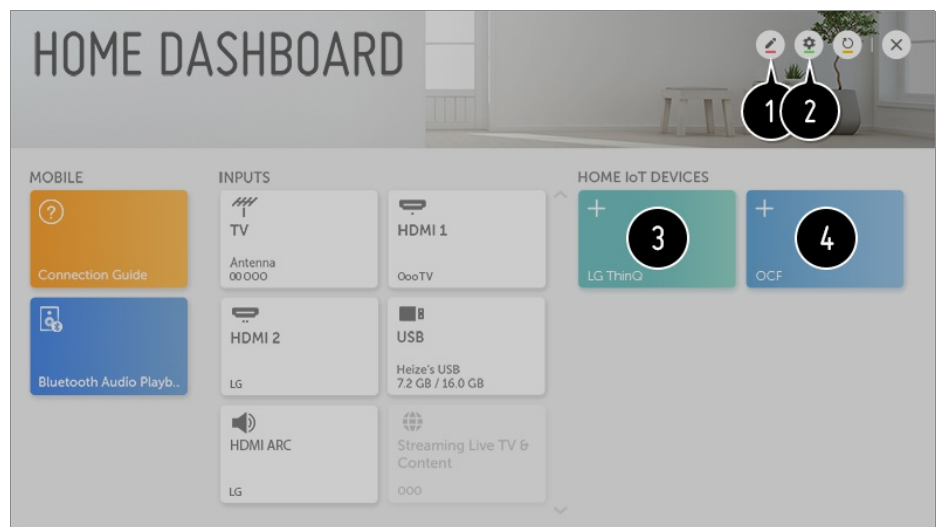 HOME DASHBOARD
1
2
MOBILE
Connection Guide
Bluetooth Audio Playb..
INPUTS
TV
Antenna
00 000
HDMI 1
OooTV
HDMI 2
LG
USB
Heize's USB
7.2 GB / 16.0 GB
HDMI ARC
LG
Streaming Live TV &
Content
000
HOME IoT DEVICES
3
LG ThinQ
4
OCF